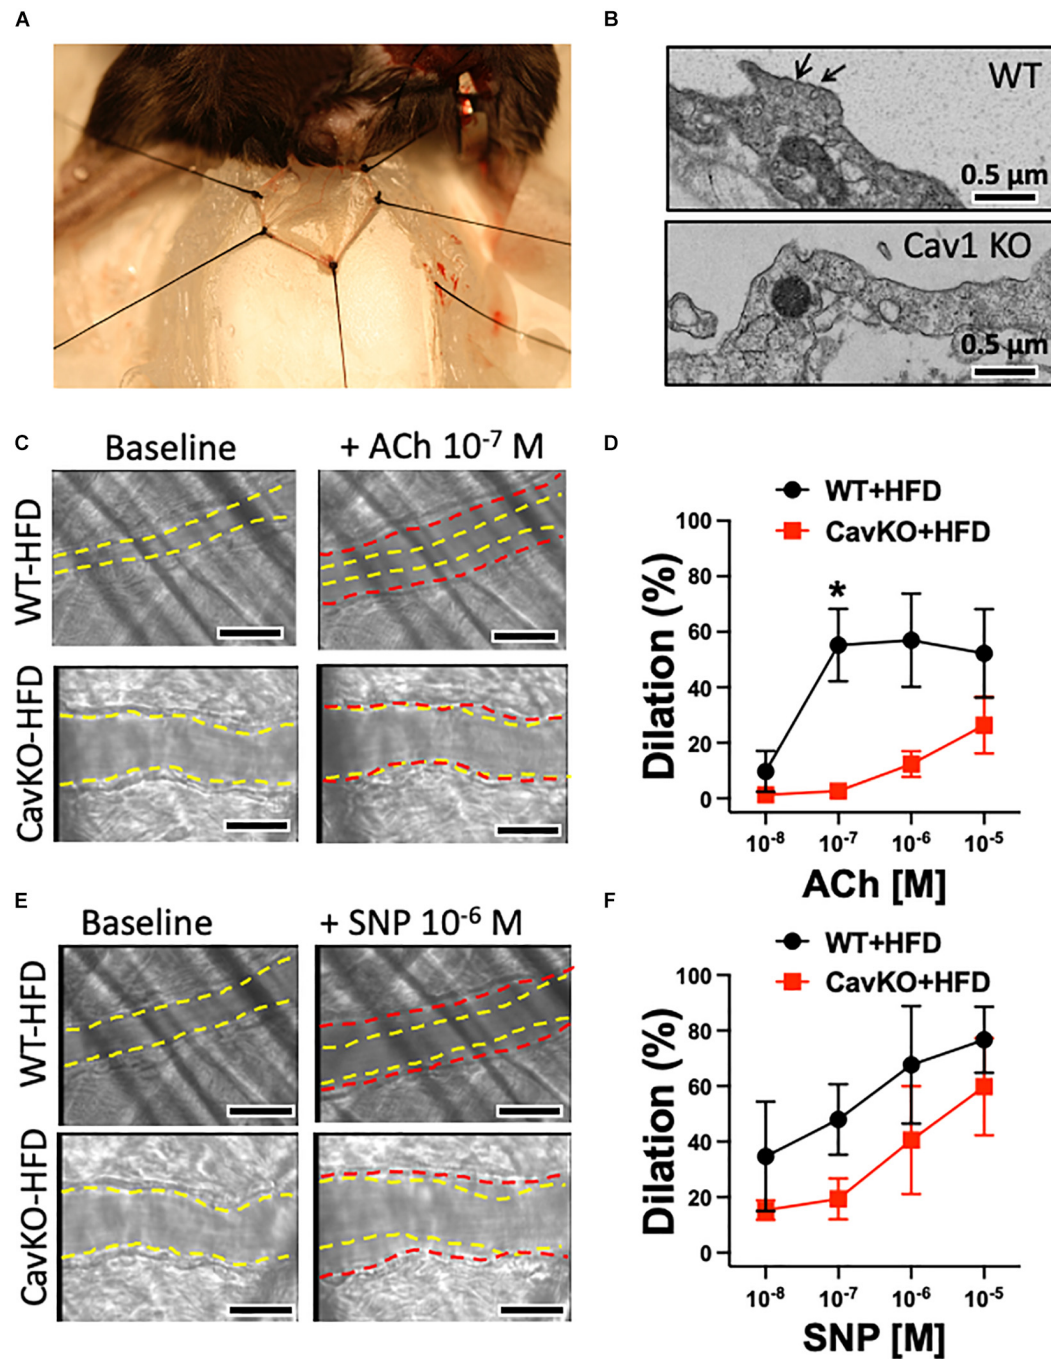 A
B
WT
0.5 μm
Cav1 KO
0.5 μm
C
Baseline
+ ACh 10⁻⁷ M
WT-HFD
CavKO-HFD
D
WT+HFD
CavKO+HFD
100
80
60
40
20
0
Dilation (%)
*
10⁻⁸
10⁻⁷
10⁻⁶
10⁻⁵
ACh [M]
E
Baseline
+ SNP 10⁻⁶ M
WT-HFD
CavKO-HFD
F
WT+HFD
CavKO+HFD
100
80
60
40
20
0
Dilation (%)
10⁻⁸
10⁻⁷
10⁻⁶
10⁻⁵
SNP [M]